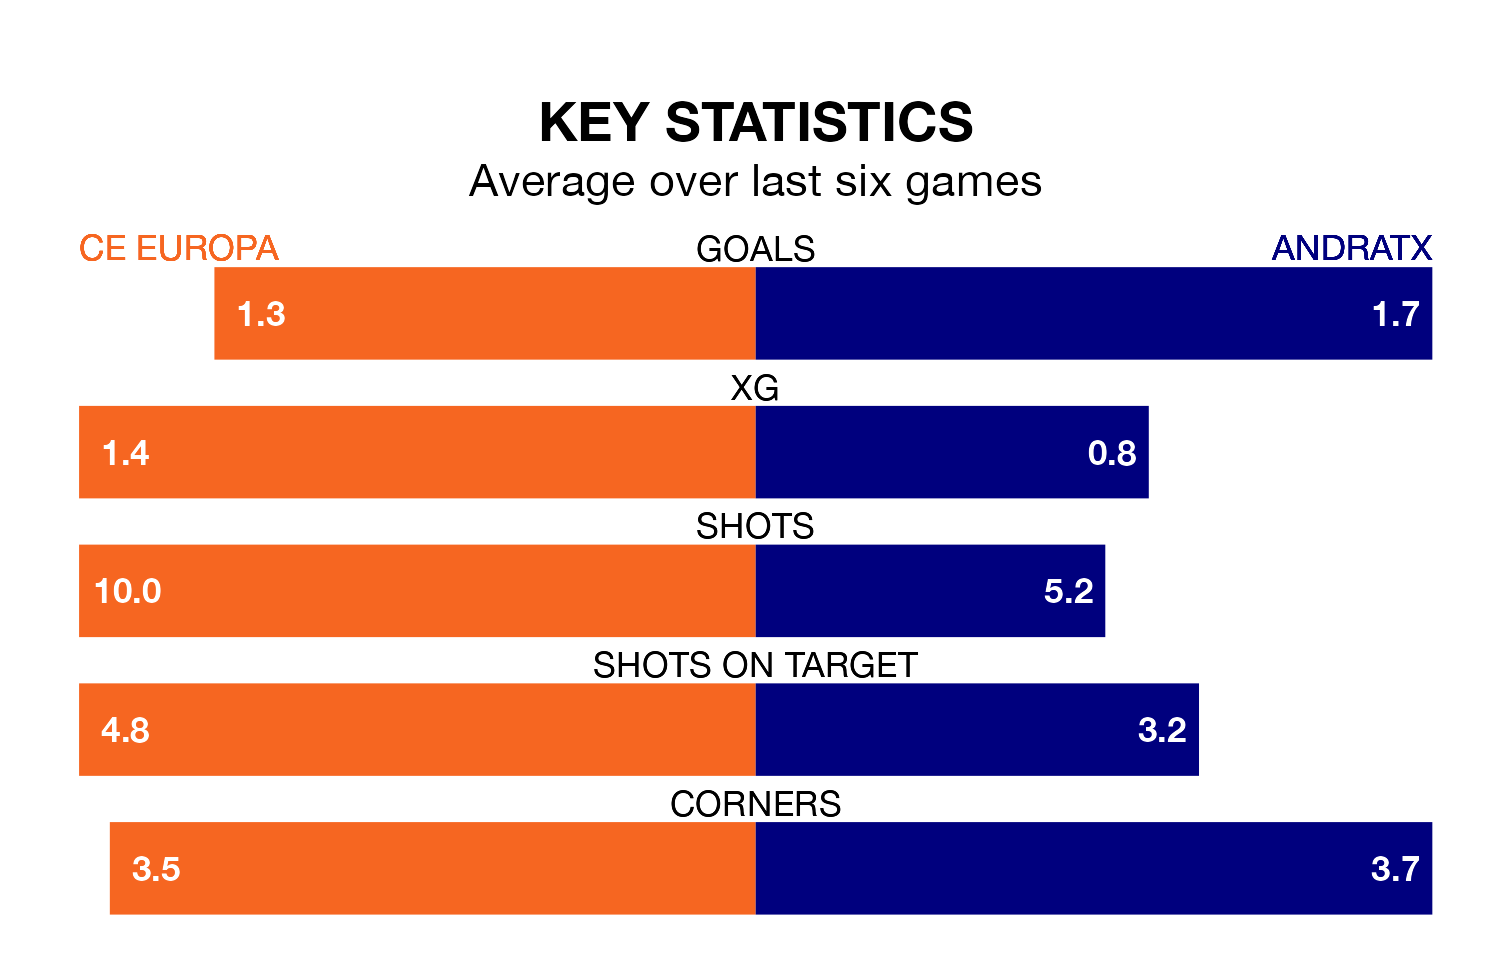 KEY STATISTICS
Average over last six games
CE EUROPA GOALS ANDRATX
1.3 1.7
XG
1.4 0.8
SHOTS
10.0 5.2
SHOTS ON TARGET
4.8 3.2
CORNERS
3.5 3.7